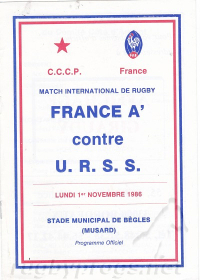 C.C.C.P. France
MATCH INTERNATIONAL DE RUGBY
FRANCE A'
contre
U. R. S. S.
LUNDI 1er NOVEMBRE 1986
STADE MUNICIPAL DE BÈGLES
(MUSARD)
Programme Officiel